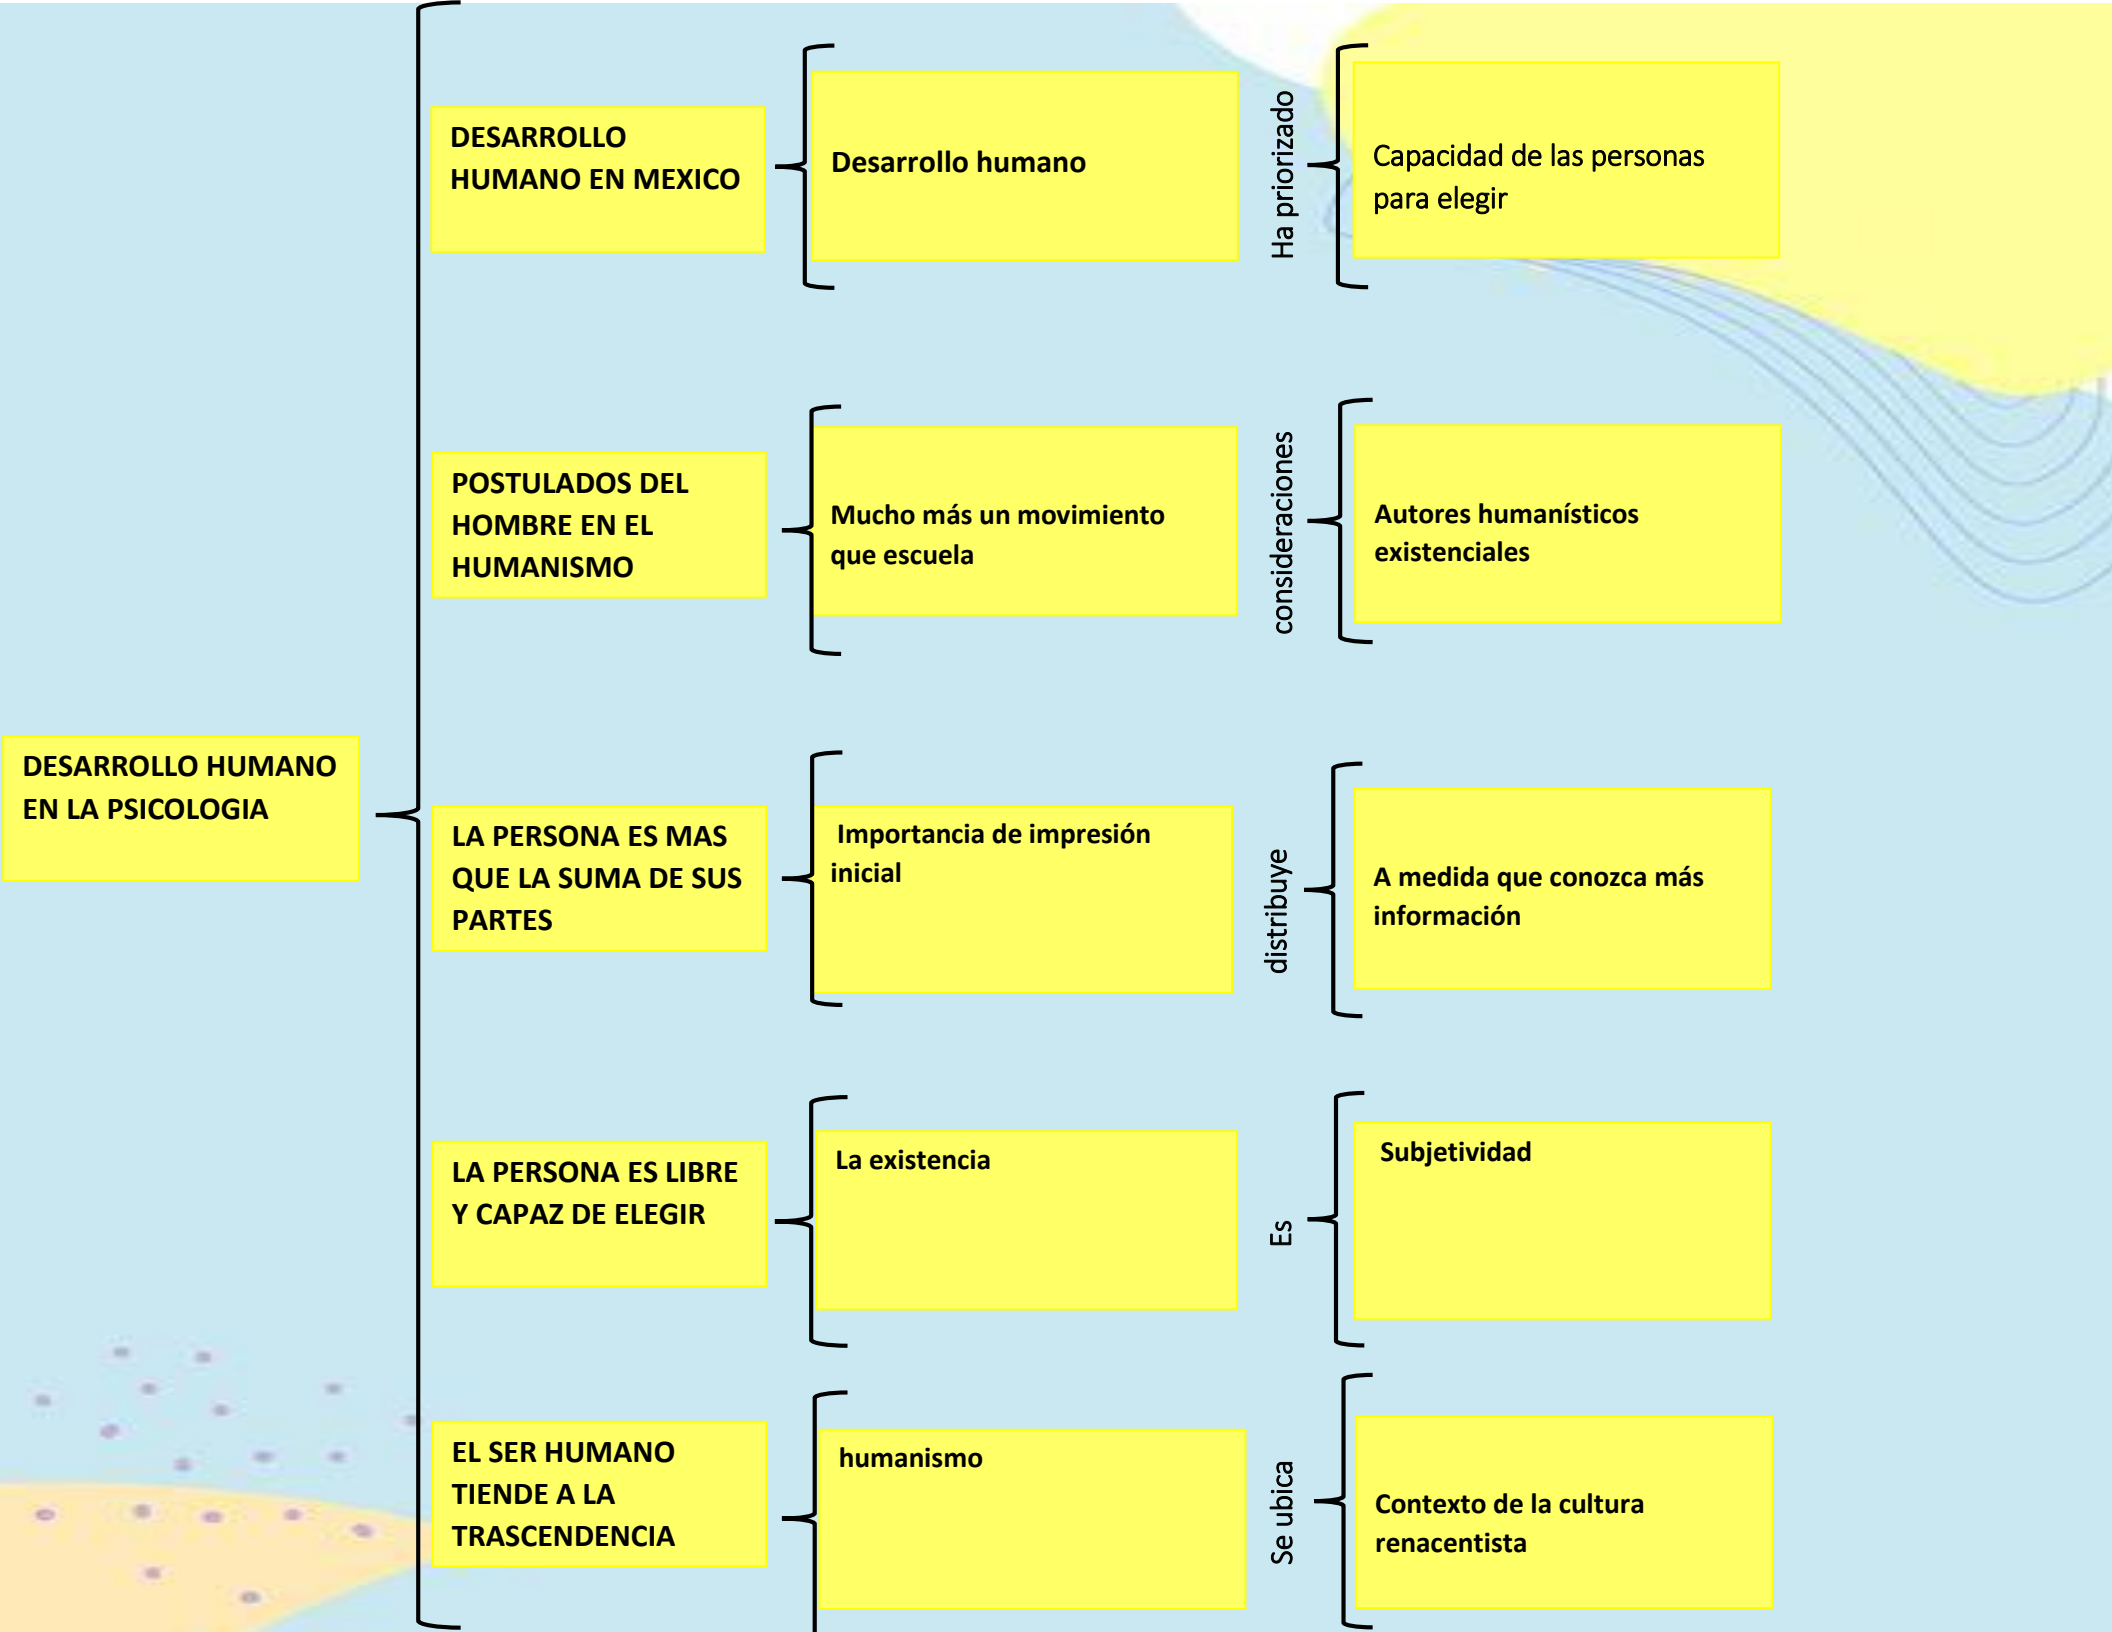 DESARROLLO HUMANO
EN LA PSICOLOGIA
DESARROLLO
HUMANO EN MEXICO
Desarrollo humano
Ha priorizado
Capacidad de las personas
para elegir
POSTULADOS DEL
HOMBRE EN EL
HUMANISMO
Mucho más un movimiento
que escuela
consideraciones
Autores humanísticos
existenciales
LA PERSONA ES MAS
QUE LA SUMA DE SUS
PARTES
Importancia de impresión
inicial
distribuye
A medida que conozca más
información
LA PERSONA ES LIBRE
Y CAPAZ DE ELEGIR
La existencia
Es
Subjetividad
EL SER HUMANO
TIENDE A LA
TRASCENDENCIA
humanismo
Se ubica
Contexto de la cultura
renacentista